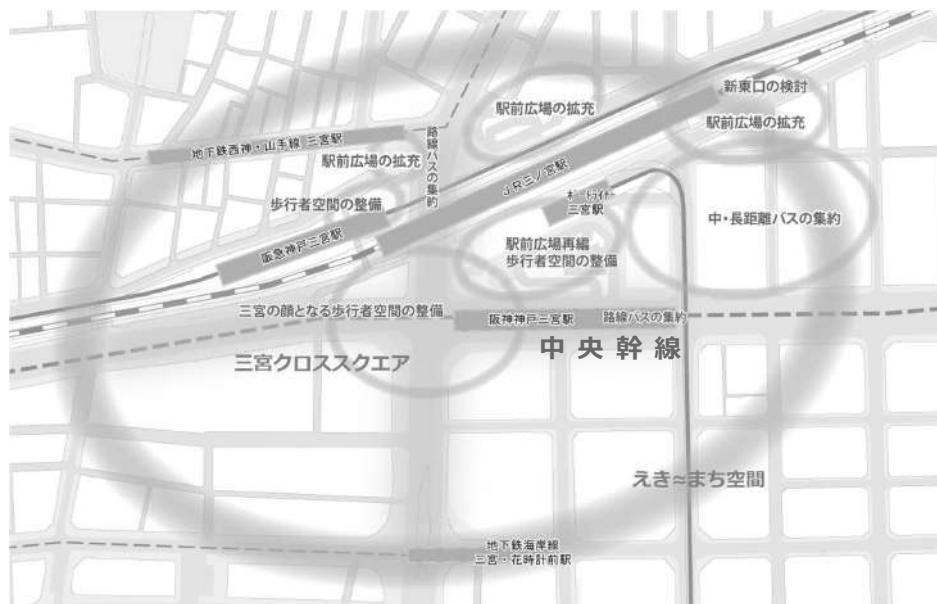 新東口の検討
駅前広場の拡充
駅前広場の拡充
路線バスの集約
地下鉄西神・山手線 三宮駅
駅前広場の拡充
JR三ノ宮駅
ポートライナー
三宮駅
歩行者空間の整備
中・長距離バスの集約
阪急神戸三宮駅
駅前広場再編
歩行者空間の整備
三宮の顔となる歩行者空間の整備
阪神神戸三宮駅
路線バスの集約
中央幹線
三宮クロススクエア
えき≈まち空間
地下鉄海岸線
三宮・花時計前駅